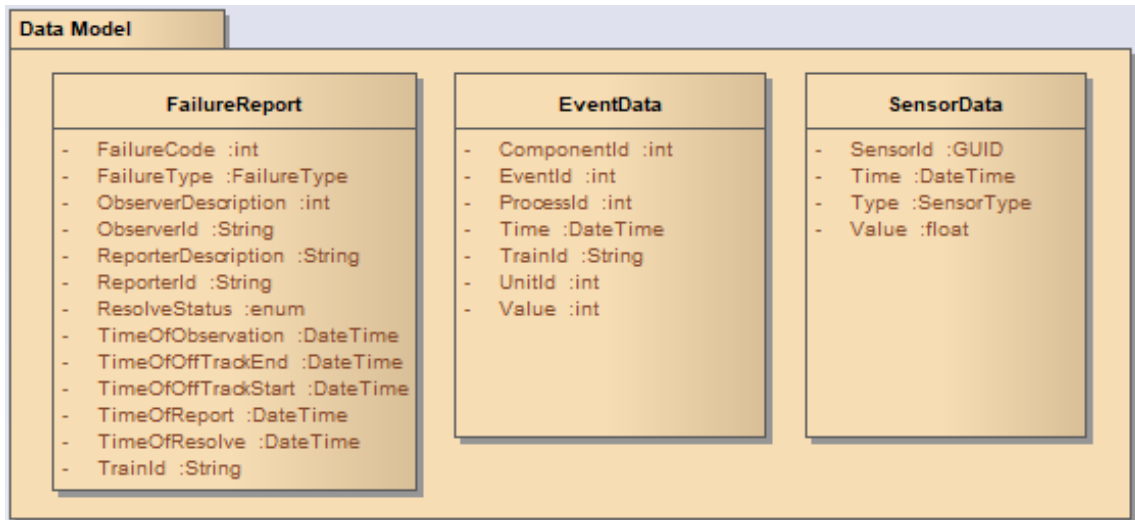 Data Model
FailureReport
- FailureCode :int
- FailureType :FailureType
- ObserverDescription :int
- ObserverId :String
- ReporterDescription :String
- ReporterId :String
- ResolveStatus :enum
- TimeOfObservation :DateTime
- TimeOfOffTrackEnd :DateTime
- TimeOfOffTrackStart :DateTime
- TimeOfReport :DateTime
- TimeOfResolve :DateTime
- TrainId :String
EventData
- ComponentId :int
- EventId :int
- ProcessId :int
- Time :DateTime
- TrainId :String
- UnitId :int
- Value :int
SensorData
- SensorId :GUID
- Time :DateTime
- Type :SensorType
- Value :float